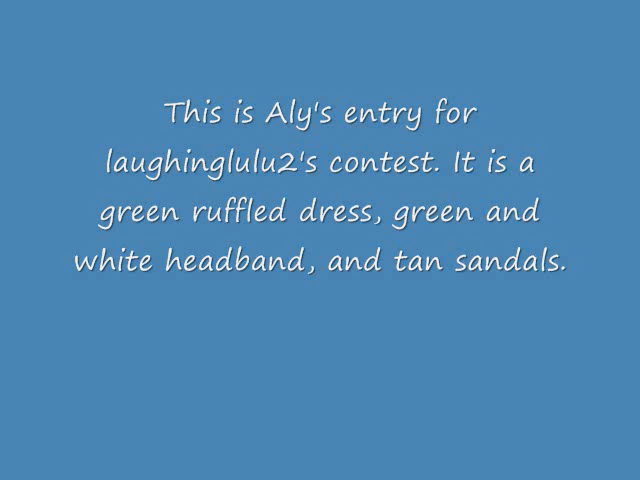 This is Aly's entry for
laughinglulu2's contest. It is a
green ruffled dress, green and
white headband, and tan sandals.